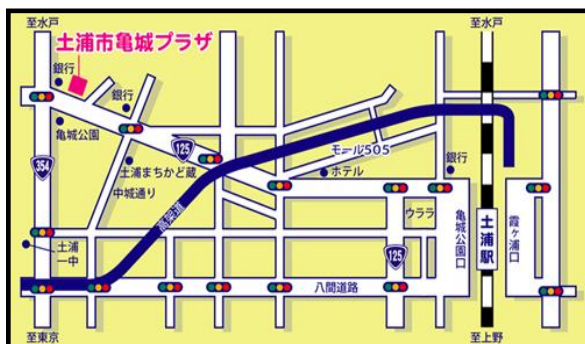 至水戸
至水戸
土浦市亀城プラザ
銀行
銀行
亀城公園
125
モール505
銀行
土浦まちかど蔵
ホテル
354
中城通り
高架道
ウララ
亀城公園口
土浦駅
霞ヶ浦口
土浦
一中
125
八間道路
至東京
至上野